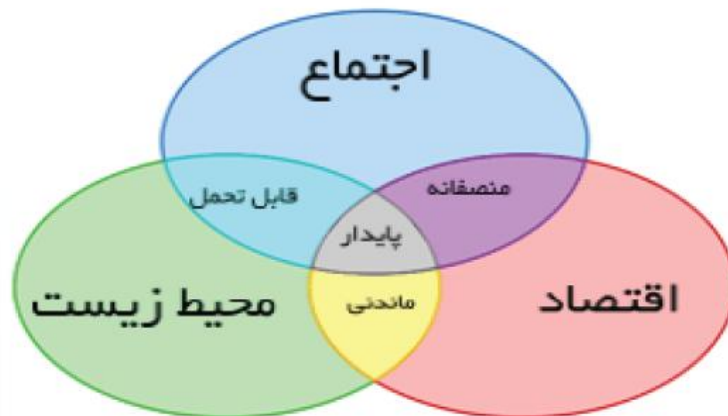 اجتماع
منصفانه
قابل تحمل
پایدار
اقتصاد
ماندنی
محیط زیست